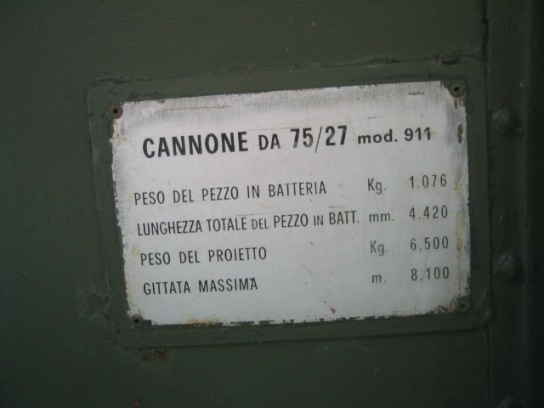 CANNONE DA 75/27 mod. 911
PESO DEL PEZZO IN BATTERIA Kg. 1.076
LUNGHEZZA TOTALE DEL PEZZO IN BATT. mm. 4.420
PESO DEL PROIETTO Kg. 6,500
GITTATA MASSIMA m. 8,100